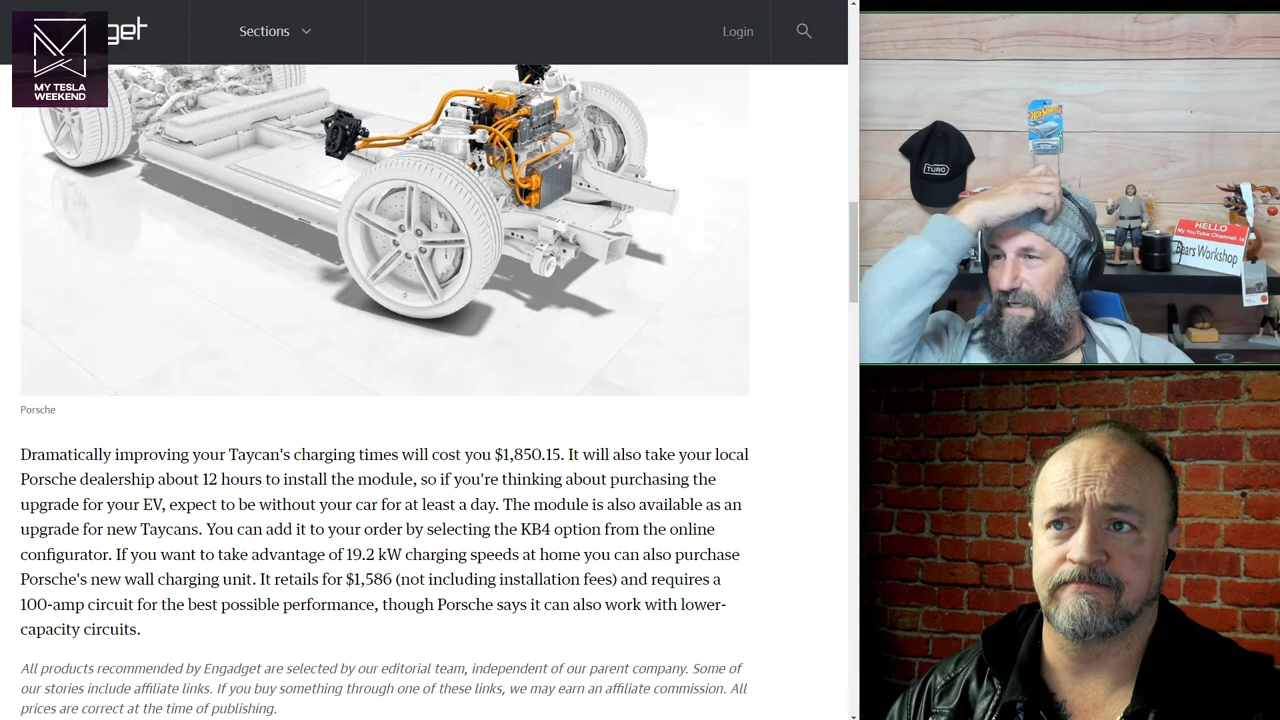 get
Sections
Login
MY TESLA
WEEKEND
Porsche
Dramatically improving your Taycan's charging times will cost you $1,850.15. It will also take your local
Porsche dealership about 12 hours to install the module, so if you're thinking about purchasing the
upgrade for your EV, expect to be without your car for at least a day. The module is also available as an
upgrade for new Taycans. You can add it to your order by selecting the KB4 option from the online
configurator. If you want to take advantage of 19.2 kW charging speeds at home you can also purchase
Porsche's new wall charging unit. It retails for $1,586 (not including installation fees) and requires a
100-amp circuit for the best possible performance, though Porsche says it can also work with lower-
capacity circuits.
All products recommended by Engadget are selected by our editorial team, independent of our parent company. Some of
our stories include affiliate links. If you buy something through one of these links, we may earn an affiliate commission. All
prices are correct at the time of publishing.
TURO
HELLO
My YouTube Channel is
Bears Workshop